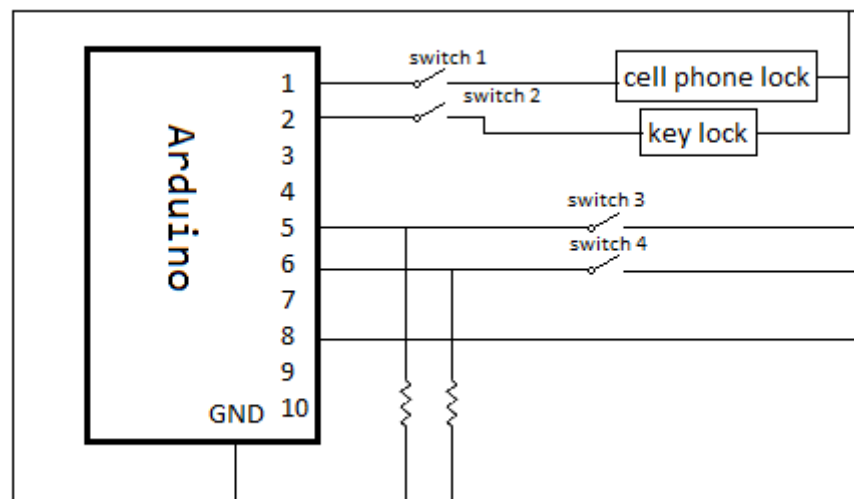 switch 1
cell phone lock
switch 2
key lock
Arduino
1
2
3
4
5
6
7
8
9
10
GND
switch 3
switch 4